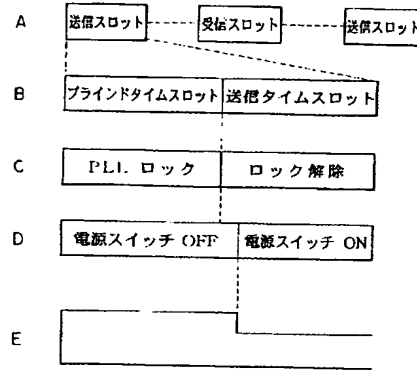 A 送信スロット 受信スロット 送信スロット
B ブラインドタイムスロット 送信タイムスロット
C PLL ロック ロック解除
D 電源スイッチ OFF 電源スイッチ ON
E